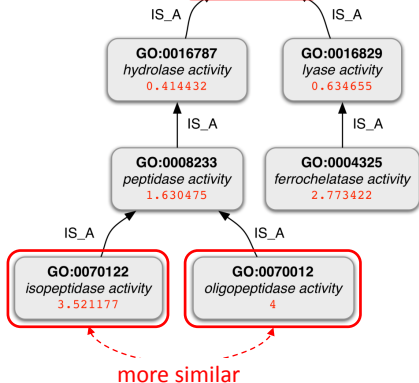 IS_A
IS_A
GO:0016787
hydrolase activity
0.414432
GO:0016829
lyase activity
0.634655
IS_A
IS_A
GO:0008233
peptidase activity
1.630475
GO:0004325
ferrochelatase activity
2.773422
IS_A
IS_A
GO:0070122
isopeptidase activity
3.521177
GO:0070012
oligopeptidase activity
4
more similar